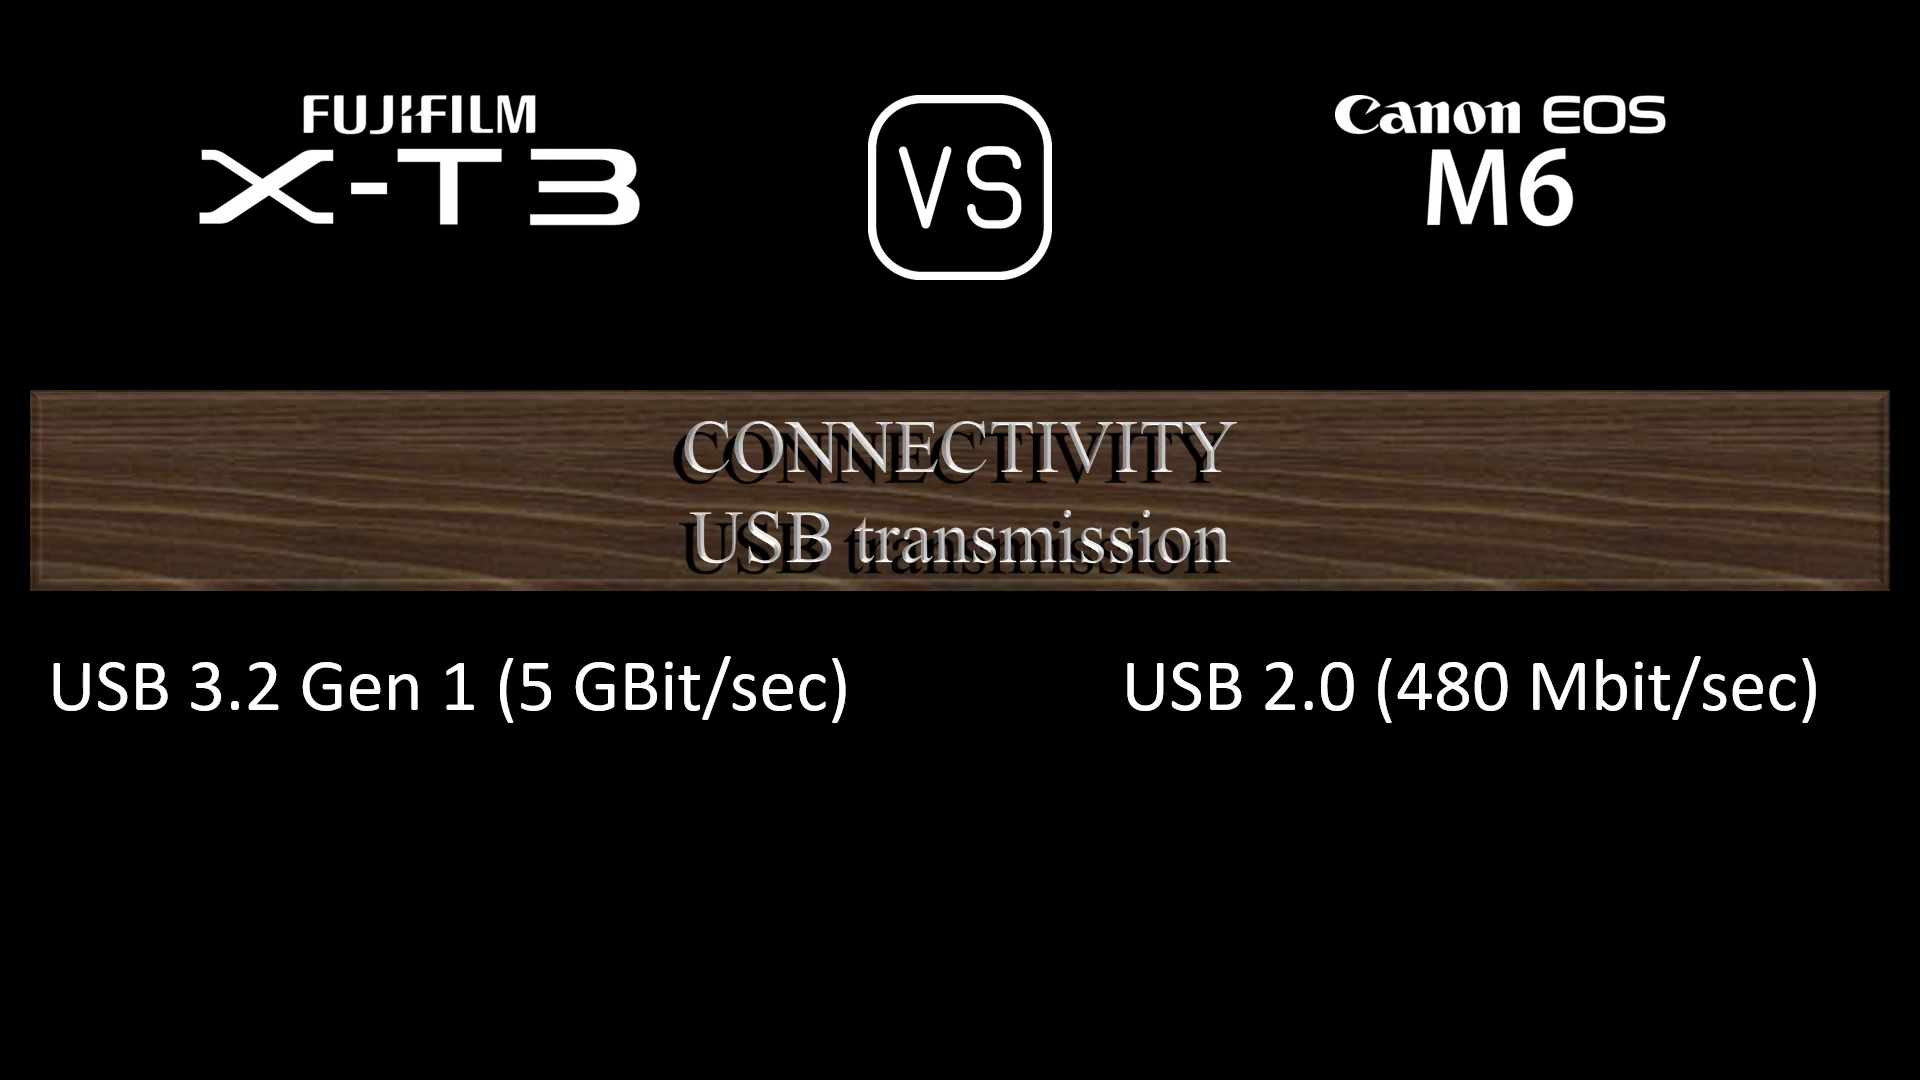 FUJIFILM
X-T3
VS
Canon EOS
M6
CONNECTIVITY
USB transmission
USB 3.2 Gen 1 (5 GBit/sec)
USB 2.0 (480 Mbit/sec)